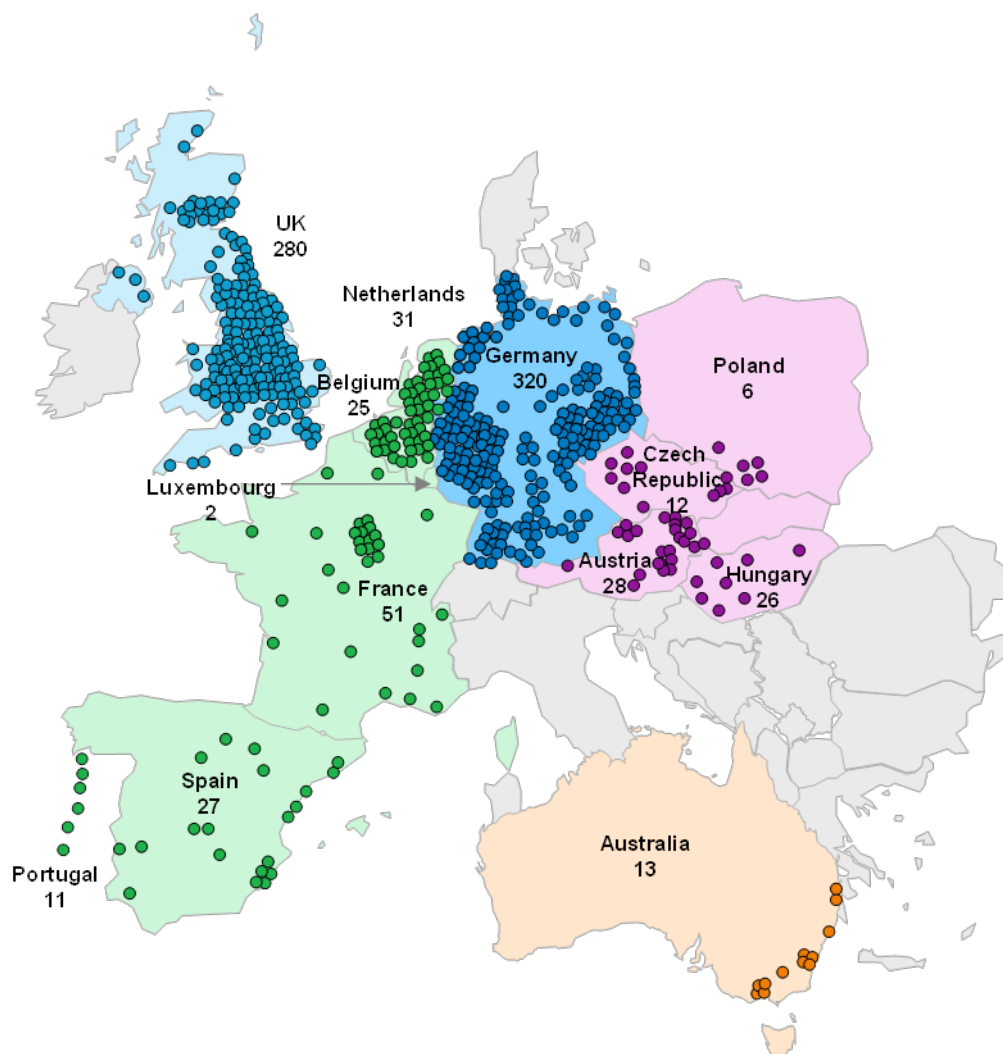 UK
280
Netherlands
31
Germany
320
Belgium
25
Poland
6
Czech
Republic
12
Luxembourg
2
Austria
28
Hungary
26
France
51
Spain
27
Portugal
11
Australia
13